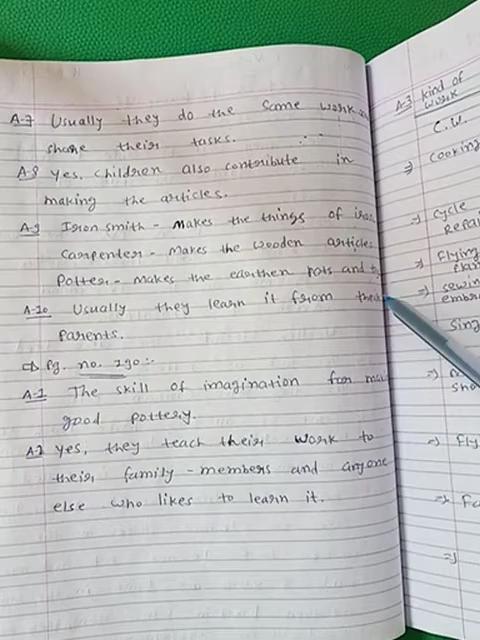 A-7 Usually they do the same work
share their tasks.
A-8 Yes, children also contribute in
making the articles.
A-9 Iron smith - Makes the things of iron
Carpenter - Makes the wooden articles
Potter - makes the earthen pots and
A-10 Usually they learn it from their
Parents.
⇒ Pg. no. 190:-
A-1 The skill of imagination for
good pottery.
A-2 Yes, they teach their work to
their family-members and anyone
else who likes to learn it.
A-3 kind of
work
C.W.
⇒ Cooking
⇒ Cycle
Repai
⇒ Flying
⇒ sewin
embr
Sing
⇒
sho
⇒ Fly
⇒ Fa
⇒